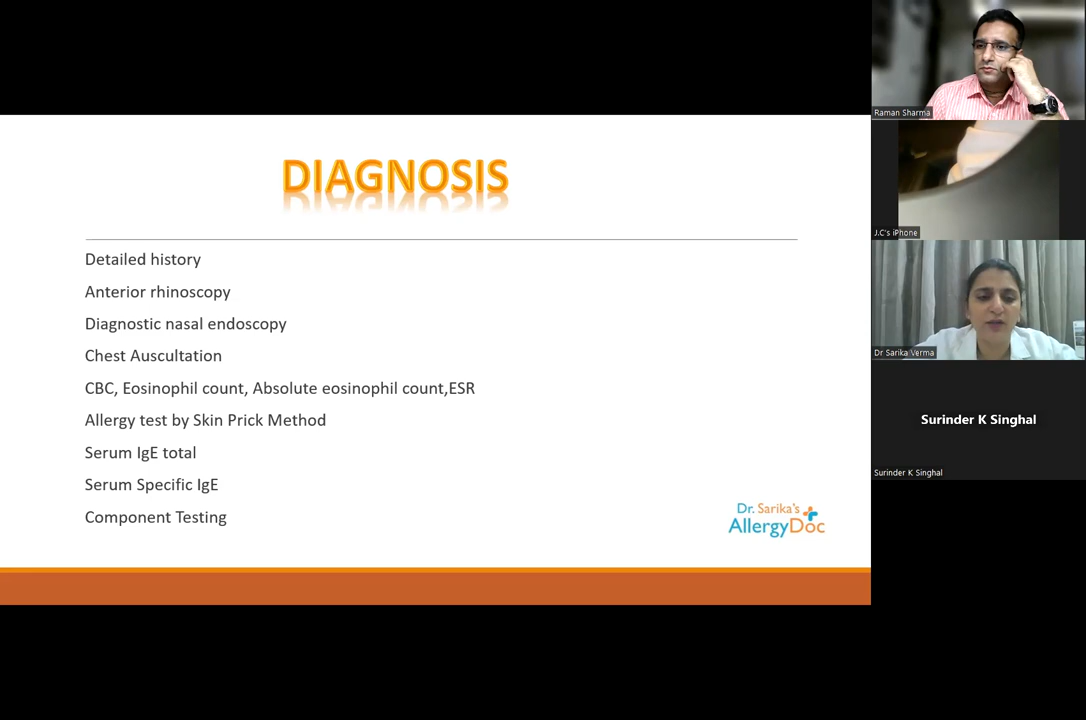 DIAGNOSIS
Detailed history
Anterior rhinoscopy
Diagnostic nasal endoscopy
Chest Auscultation
CBC, Eosinophil count, Absolute eosinophil count,ESR
Allergy test by Skin Prick Method
Serum IgE total
Serum Specific IgE
Component Testing
Dr. Sarika's
AllergyDoc
Raman Sharma
J.C's iPhone
Dr Sarika Verma
Surinder K Singhal
Surinder K Singhal